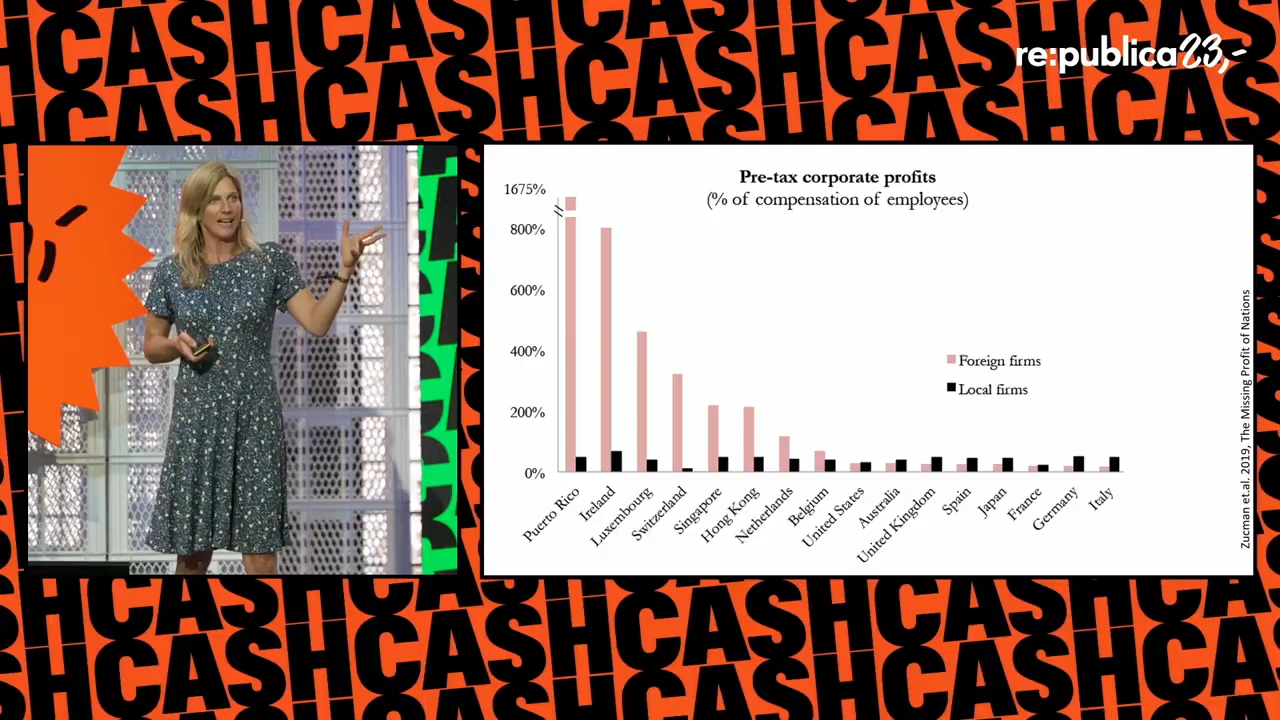 re:publica23,-
CASHCASH
Pre-tax corporate profits
(% of compensation of employees)
1675%
800%
600%
400%
200%
0%
Foreign firms
Local firms
Puerto Rico
Ireland
Luxembourg
Switzerland
Singapore
Hong Kong
Netherlands
Belgium
United States
Australia
United Kingdom
Spain
Japan
France
Germany
Italy
Zucman et.al. 2019, The Missing Profit of Nations